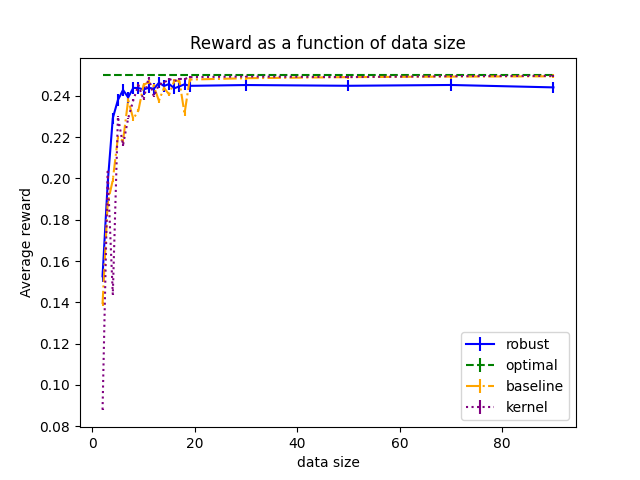 Reward as a function of data size
Average reward
0.24
0.22
0.20
0.18
0.16
0.14
0.12
0.10
0.08
robust
optimal
baseline
kernel
0
20
40
60
80
data size